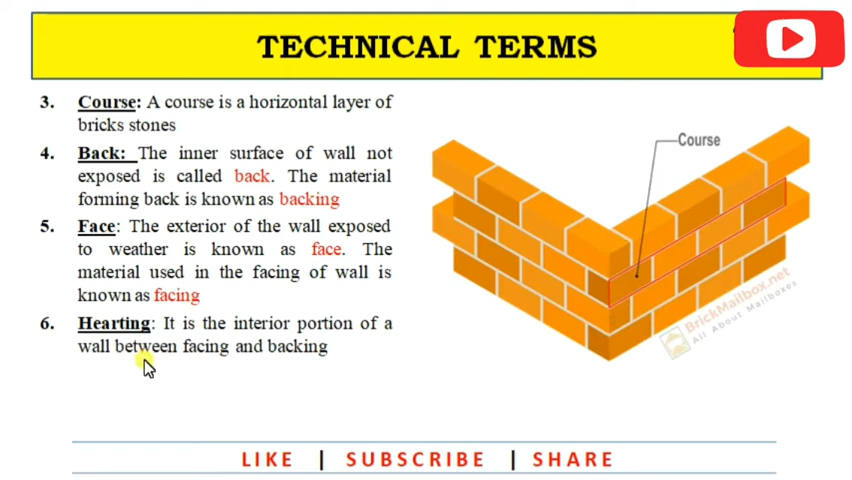 TECHNICAL TERMS
3. Course: A course is a horizontal layer of
bricks stones
4. Back: The inner surface of wall not
exposed is called back. The material
forming back is known as backing
5. Face: The exterior of the wall exposed
to weather is known as face. The
material used in the facing of wall is
known as facing
6. Hearting: It is the interior portion of a
wall between facing and backing
Course
BrickMailbox.net
All About Mailboxes
LIKE | SUBSCRIBE | SHARE